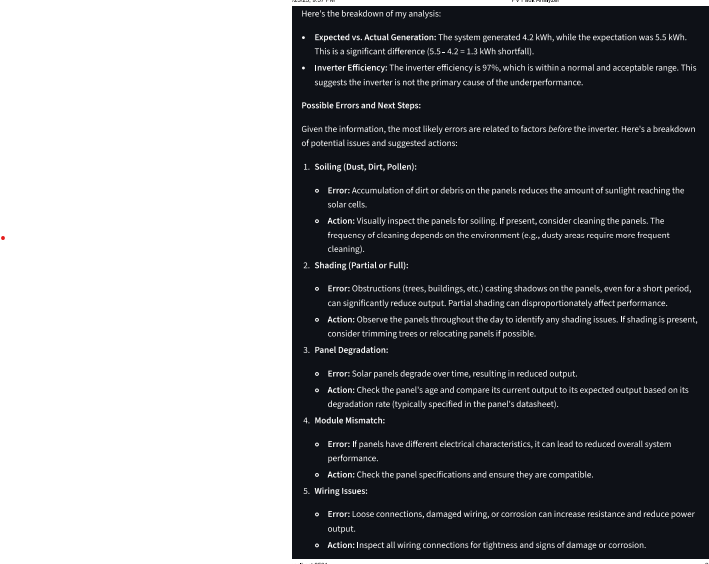 Here's the breakdown of my analysis:
• Expected vs. Actual Generation: The system generated 4.2 kWh, while the expectation was 5.5 kWh.
This is a significant difference (5.5 - 4.2 = 1.3 kWh shortfall).
• Inverter Efficiency: The inverter efficiency is 97%, which is within a normal and acceptable range. This
suggests the inverter is not the primary cause of the underperformance.
Possible Errors and Next Steps:
Given the information, the most likely errors are related to factors before the inverter. Here's a breakdown
of potential issues and suggested actions:
1. Soiling (Dust, Dirt, Pollen):
Error: Accumulation of dirt or debris on the panels reduces the amount of sunlight reaching the
solar cells.
Action: Visually inspect the panels for soiling. If present, consider cleaning the panels. The
frequency of cleaning depends on the environment (e.g., dusty areas require more frequent
cleaning).
2. Shading (Partial or Full):
Error: Obstructions (trees, buildings, etc.) casting shadows on the panels, even for a short period,
can significantly reduce output. Partial shading can disproportionately affect performance.
Action: Observe the panels throughout the day to identify any shading issues. If shading is present,
consider trimming trees or relocating panels if possible.
3. Panel Degradation:
Error: Solar panels degrade over time, resulting in reduced output.
Action: Check the panel's age and compare its current output to its expected output based on its
degradation rate (typically specified in the panel's datasheet).
4. Module Mismatch:
Error: If panels have different electrical characteristics, it can lead to reduced overall system
performance.
Action: Check the panel specifications and ensure they are compatible.
5. Wiring Issues:
Error: Loose connections, damaged wiring, or corrosion can increase resistance and reduce power
output.
Action: Inspect all wiring connections for tightness and signs of damage or corrosion.